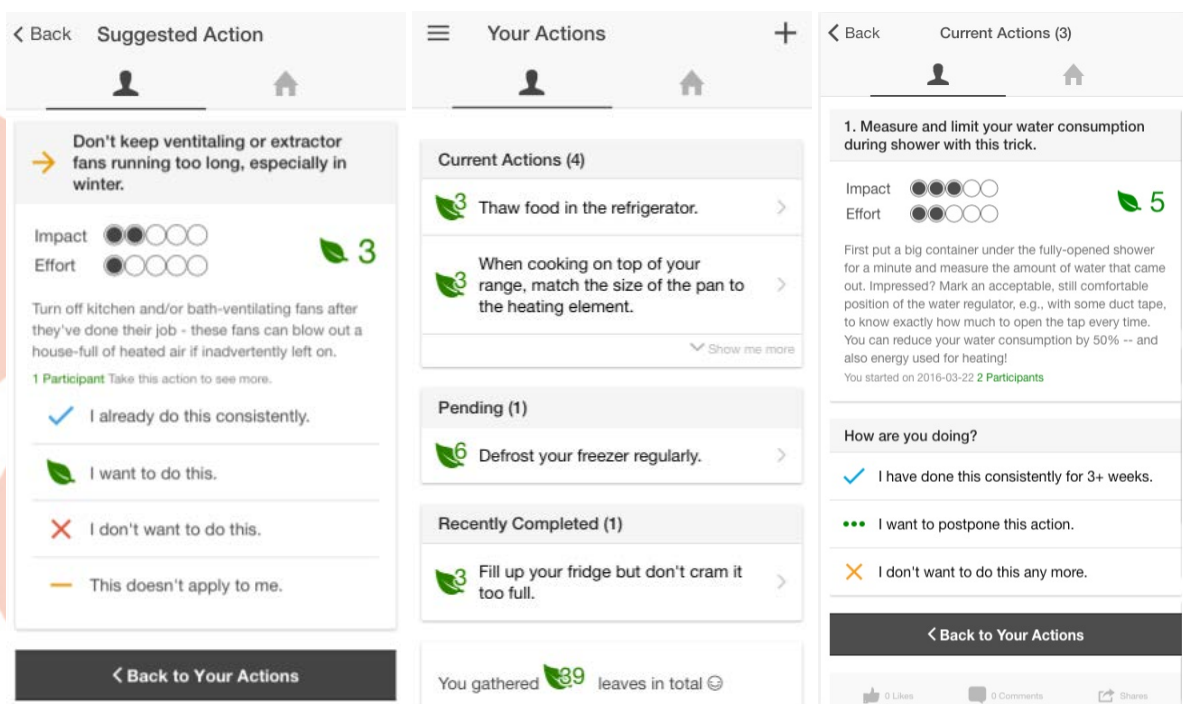 Back Suggested Action
Don't keep ventitaling or extractor
fans running too long, especially in
winter.
Impact
3
Effort
Turn off kitchen and/or bath-ventilating fans after
they've done their job - these fans can blow out a
house-full of heated air if inadvertently left on.
1 Participant Take this action to see more.
I already do this consistently.
I want to do this.
I don't want to do this.
This doesn't apply to me.
Back to Your Actions
Your Actions
Current Actions (4)
3 Thaw food in the refrigerator.
When cooking on top of your
3 range, match the size of the pan to
the heating element.
Show me more
Pending (1)
6 Defrost your freezer regularly.
Recently Completed (1)
3 Fill up your fridge but don't cram it
too full.
You gathered 39 leaves in total
Back Current Actions (3)
1. Measure and limit your water consumption
during shower with this trick.
Impact
5
Effort
First put a big container under the fully-opened shower
for a minute and measure the amount of water that came
out. Impressed? Mark an acceptable, still comfortable
position of the water regulator, e.g., with some duct tape,
to know exactly how much to open the tap every time.
You can reduce your water consumption by 50% -- and
also energy used for heating!
You started on 2016-03-22 2 Participants
How are you doing?
I have done this consistently for 3+ weeks.
I want to postpone this action.
I don't want to do this any more.
Back to Your Actions
0 Likes 0 Comments Shares